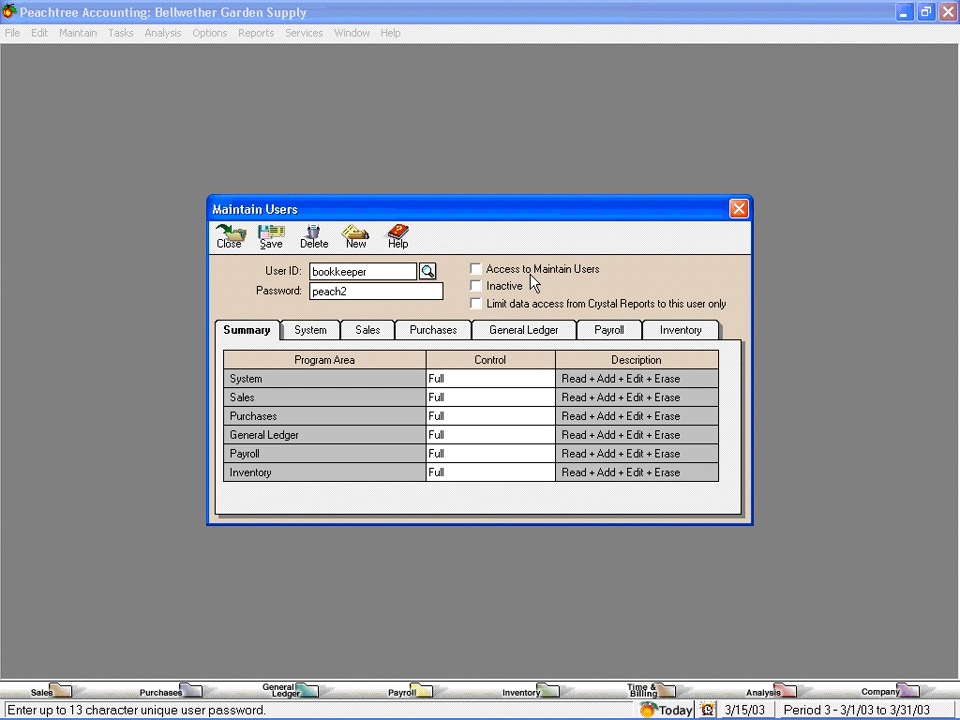 Peachtree Accounting: Bellwether Garden Supply
File Edit Maintain Tasks Analysis Options Reports Services Window Help
Maintain Users
Close Save Delete New Help
User ID: bookkeeper
Password: peach2
Access to Maintain Users
Inactive
Limit data access from Crystal Reports to this user only
Summary System Sales Purchases General Ledger Payroll Inventory
Program Area Control Description
System Full Read + Add + Edit + Erase
Sales Full Read + Add + Edit + Erase
Purchases Full Read + Add + Edit + Erase
General Ledger Full Read + Add + Edit + Erase
Payroll Full Read + Add + Edit + Erase
Inventory Full Read + Add + Edit + Erase
Sales Purchases General Ledger Payroll Inventory Time & Billing Analysis Company
Enter up to 13 character unique user password. Today 3/15/03 Period 3 - 3/1/03 to 3/31/03